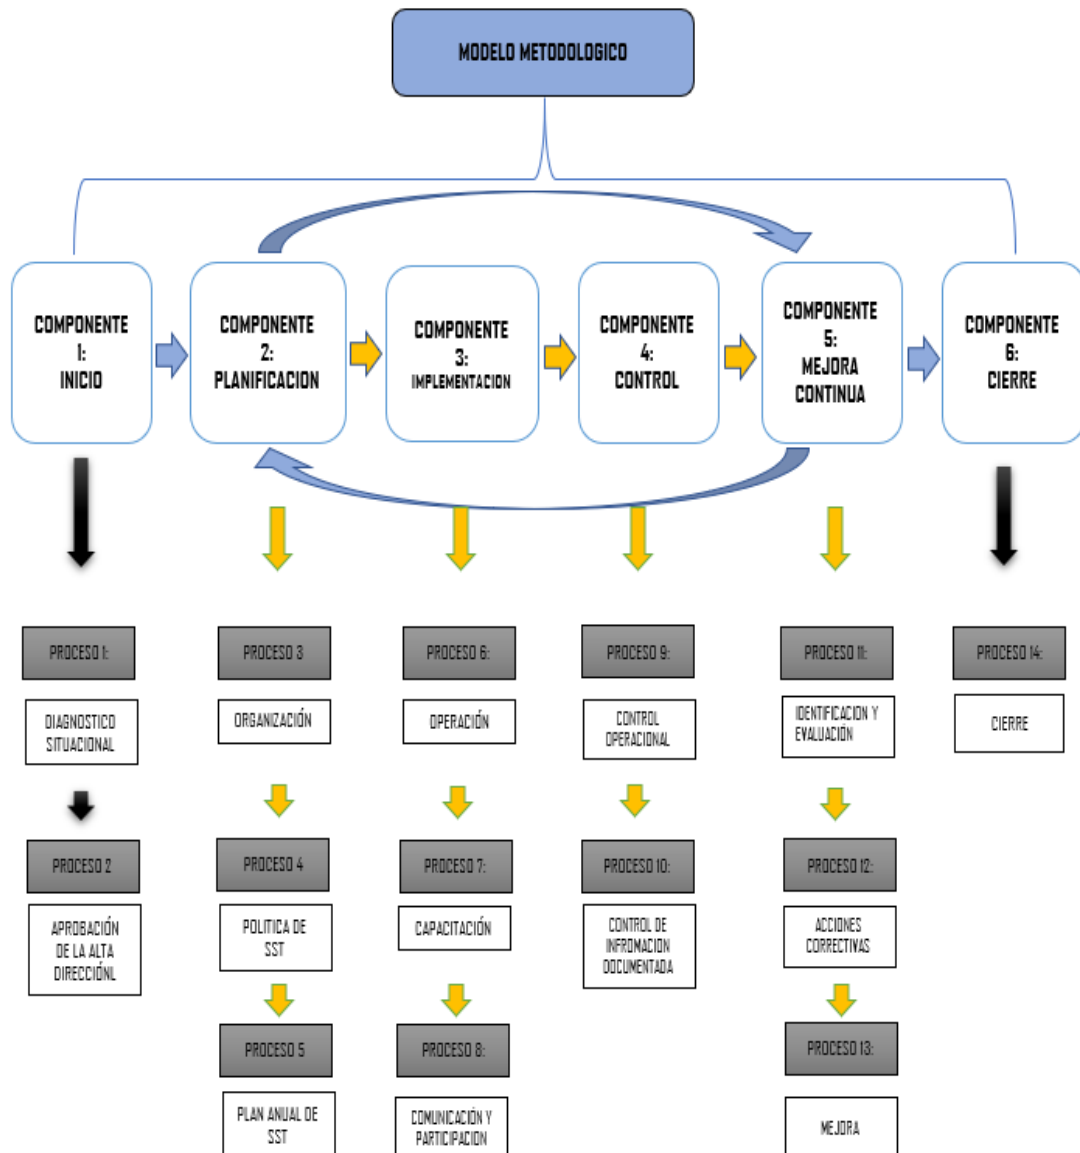 MODELO METODOLOGICO
COMPONENTE
1:
INICIO
COMPONENTE
2:
PLANIFICACION
COMPONENTE
3:
IMPLEMENTACION
COMPONENTE
4:
CONTROL
COMPONENTE
5:
MEJORA
CONTINUA
COMPONENTE
6:
CIERRE
PROCESO 1:
DIAGNOSTICO
SITUACIONAL
PROCESO 2
APROBACIÓN
DE LA ALTA
DIRECCIÓNL
PROCESO 3
ORGANIZACIÓN
PROCESO 4
POLITICA DE
SST
PROCESO 5
PLAN ANUAL DE
SST
PROCESO 6:
OPERACIÓN
PROCESO 7:
CAPACITACIÓN
PROCESO 8:
COMUNICACIÓN Y
PARTICIPACION
PROCESO 9:
CONTROL
OPERACIONAL
PROCESO 10:
CONTROL DE
INFROMACION
DOCUMENTADA
PROCESO 11:
IDENTIFICACION Y
EVALUACIÓN
PROCESO 12:
ACCIONES
CORRECTIVAS
PROCESO 13:
MEJORA
PROCESO 14:
CIERRE